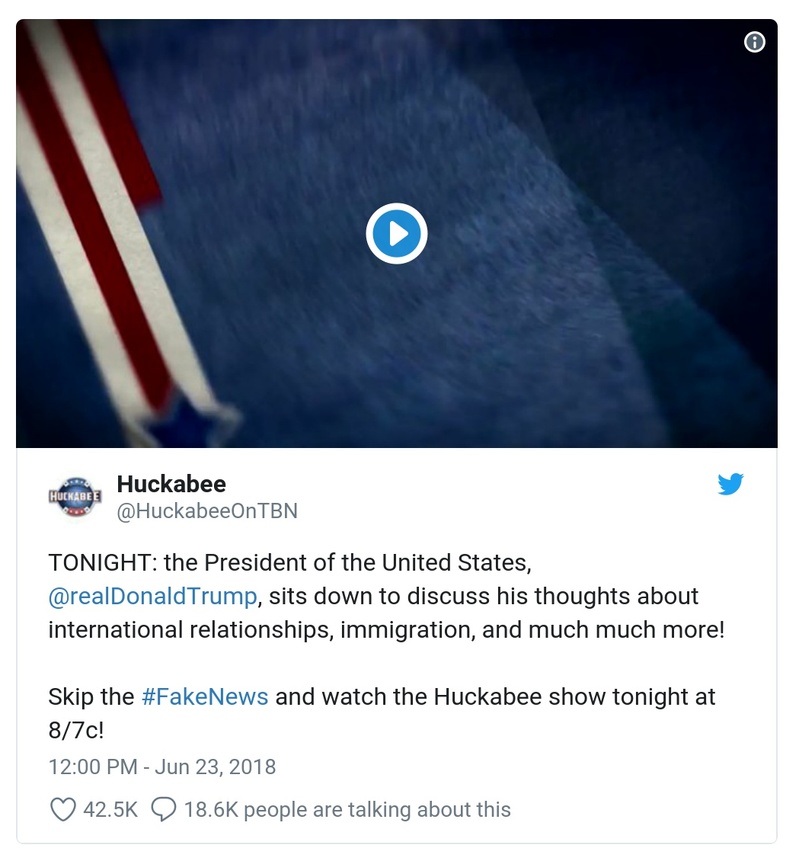 HUCKABEE
Huckabee
@HuckabeeOnTBN
TONIGHT: the President of the United States,
@realDonaldTrump, sits down to discuss his thoughts about
international relationships, immigration, and much much more!
Skip the #FakeNews and watch the Huckabee show tonight at
8/7c!
12:00 PM - Jun 23, 2018
42.5K 18.6K people are talking about this